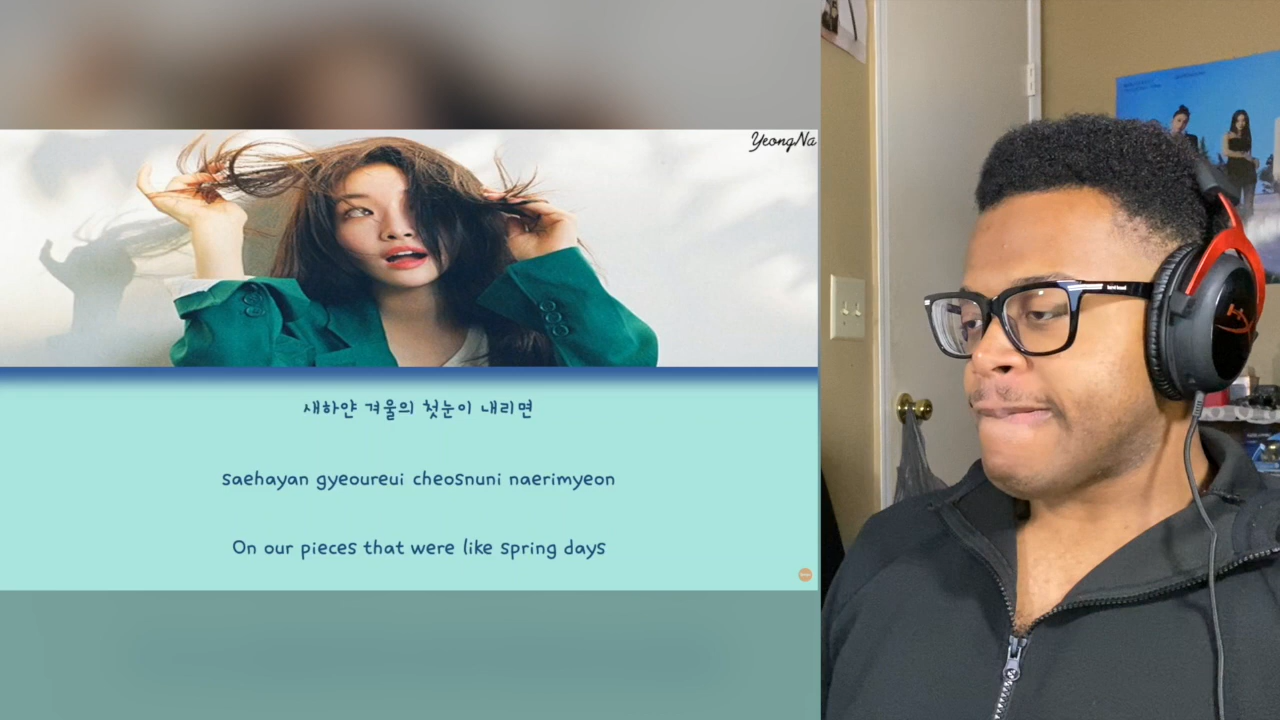 YeongNa
새하얀 겨울의 첫눈이 내리면
saehayan gyeoureui cheosnuni naerimyeon
On our pieces that were like spring days